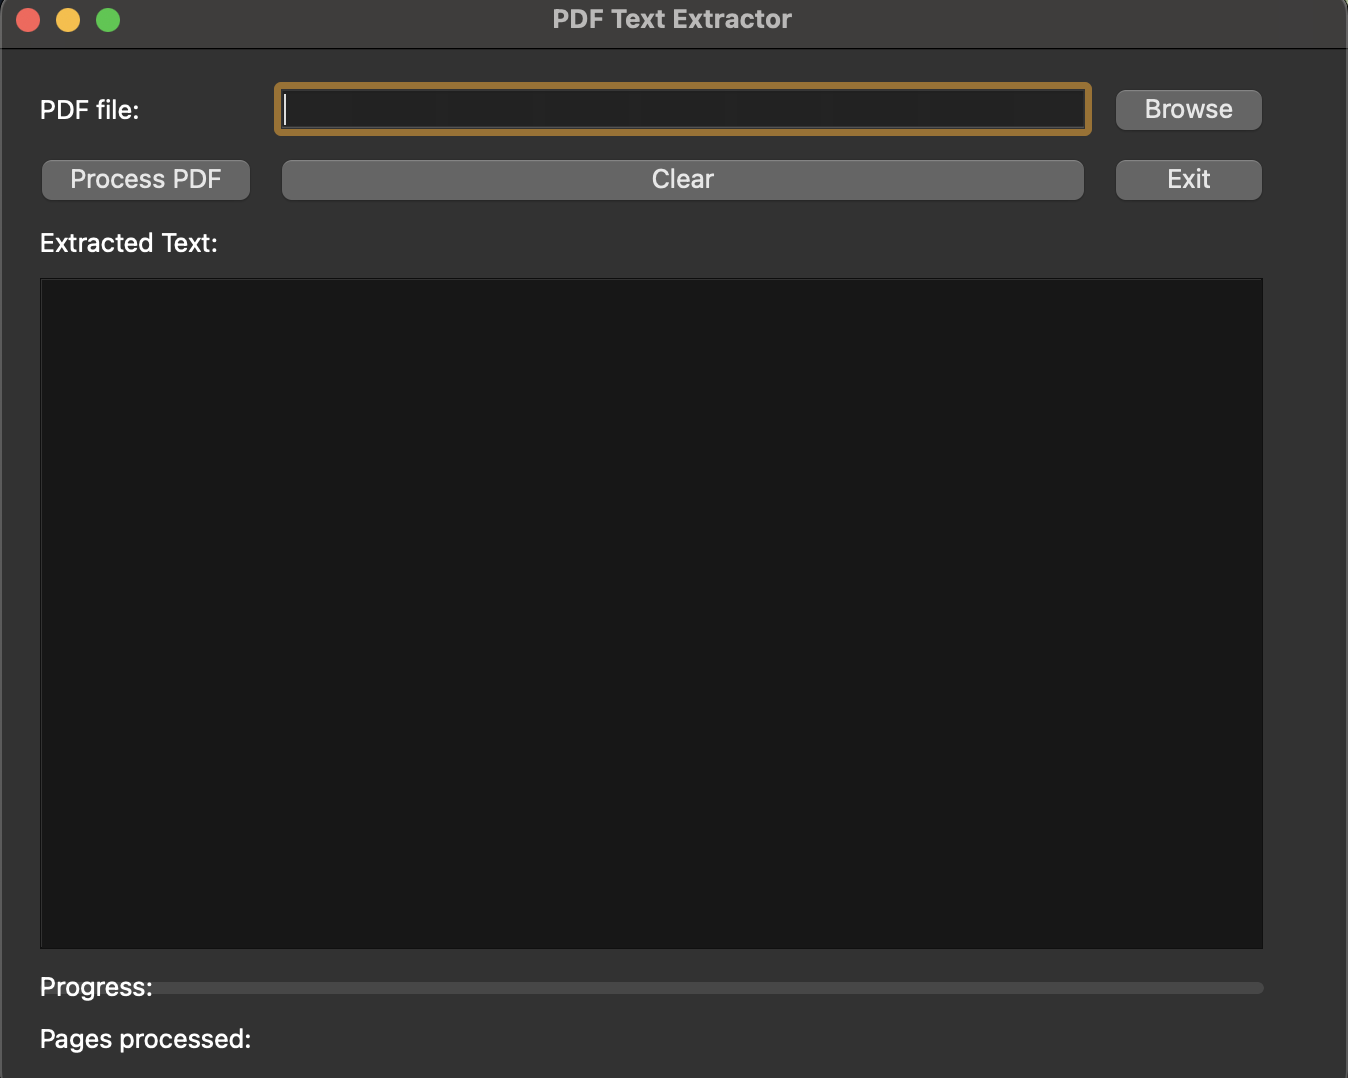 PDF Text Extractor
PDF file:
Browse
Process PDF
Clear
Exit
Extracted Text:
Progress:
Pages processed: